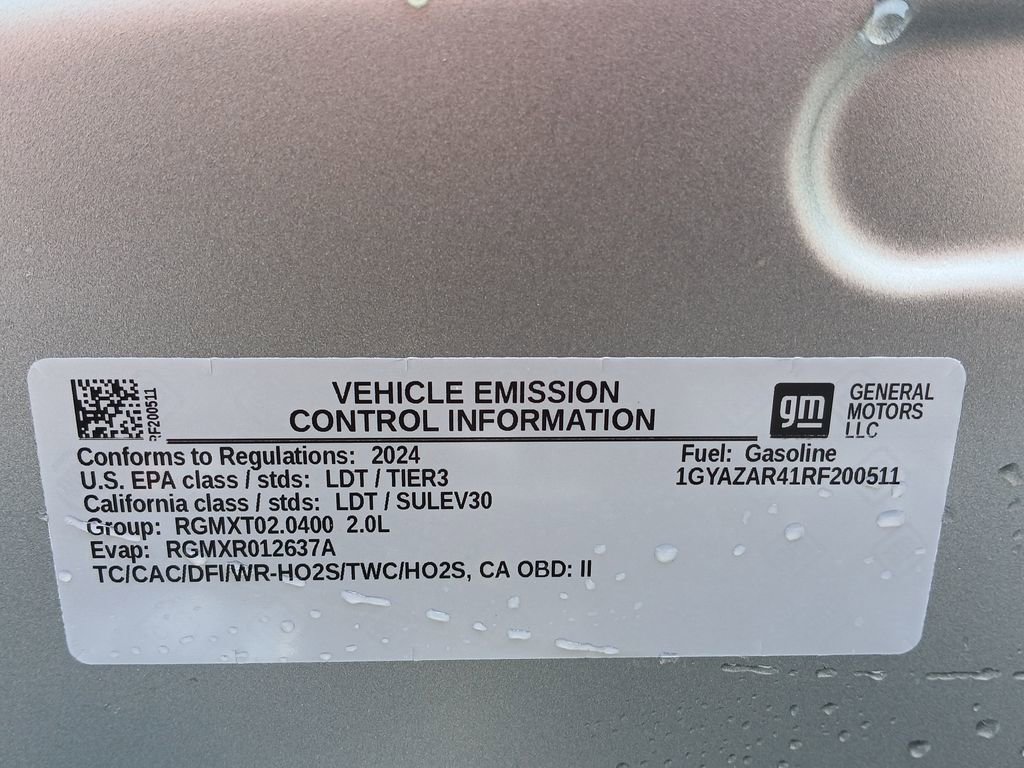 RF200511
VEHICLE EMISSION
CONTROL INFORMATION
gm
GENERAL
MOTORS
LLC
Conforms to Regulations: 2024
Fuel: Gasoline
U.S. EPA class / stds: LDT / TIER3
1GYAZAR41RF200511
California class / stds: LDT / SULEV30
Group: RGMXT02.0400 2.0L
Evap: RGMXR012637A
TC/CAC/DFI/WR-HO2S/TWC/HO2S, CA OBD: II